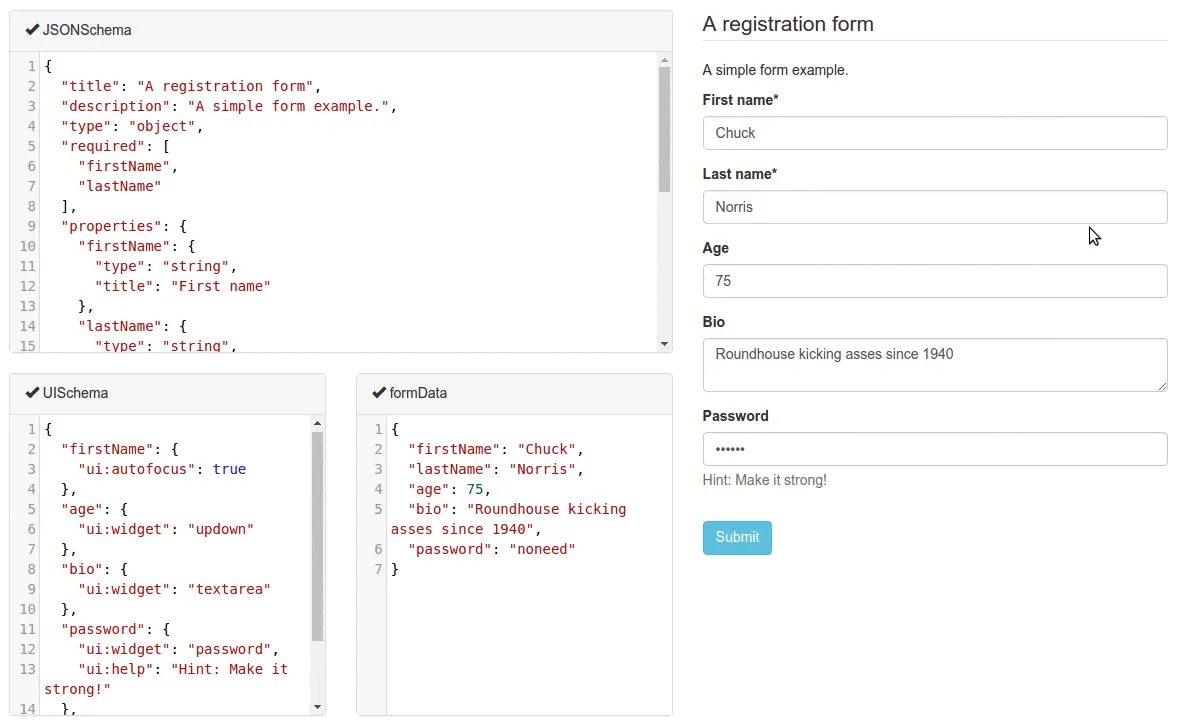 JSONSchema
1 {
2   "title": "A registration form",
3   "description": "A simple form example.",
4   "type": "object",
5   "required": [
6     "firstName",
7     "lastName"
8   ],
9   "properties": {
10     "firstName": {
11       "type": "string",
12       "title": "First name"
13     },
14     "lastName": {
15       "type": "string",
UISchema
1 {
2   "firstName": {
3     "ui:autofocus": true
4   },
5   "age": {
6     "ui:widget": "updown"
7   },
8   "bio": {
9     "ui:widget": "textarea"
10   },
11   "password": {
12     "ui:widget": "password",
13     "ui:help": "Hint: Make it
strong!"
14   },
formData
1 {
2   "firstName": "Chuck",
3   "lastName": "Norris",
4   "age": 75,
5   "bio": "Roundhouse kicking
asses since 1940",
6   "password": "noneed"
7 }
A registration form
A simple form example.
First name*
Chuck
Last name*
Norris
Age
75
Bio
Roundhouse kicking asses since 1940
Password
••••••
Hint: Make it strong!
Submit